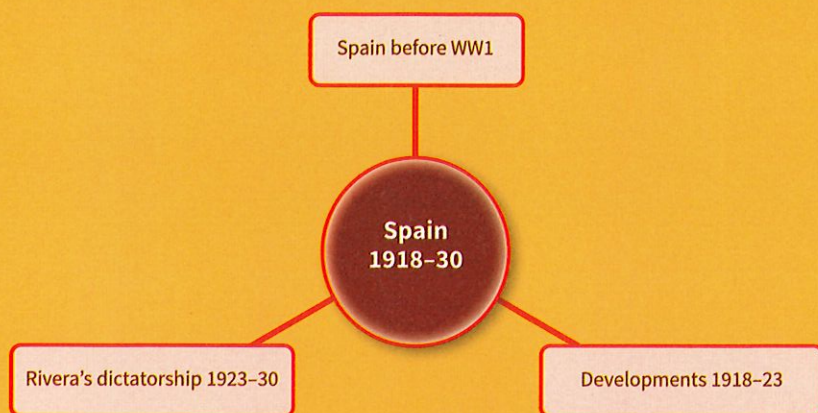 Spain before WW1
Spain
1918–30
Rivera's dictatorship 1923–30
Developments 1918–23